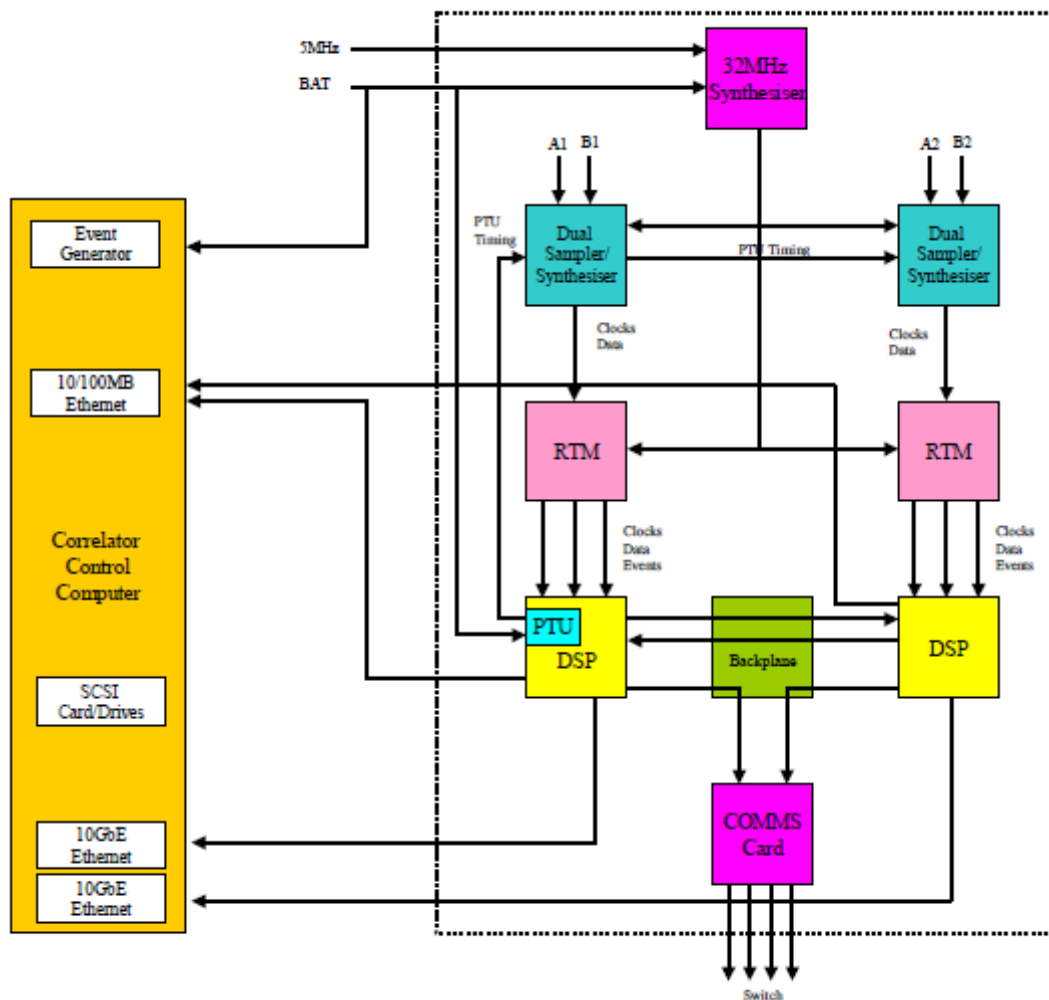 5MHz
BAT
32MHz
Synthesiser
A1
B1
A2
B2
PTU
Timing
Dual
Sampler/
Synthesiser
PTU Timing
Dual
Sampler/
Synthesiser
Event
Generator
Clocks
Data
Clocks
Data
10/100MB
Ethernet
RTM
RTM
Correlator
Control
Computer
Clocks
Data
Events
Clocks
Data
Events
PTU
DSP
Backplane
DSP
SCSI
Card/Drives
COMMS
Card
10GbE
Ethernet
10GbE
Ethernet
Switch